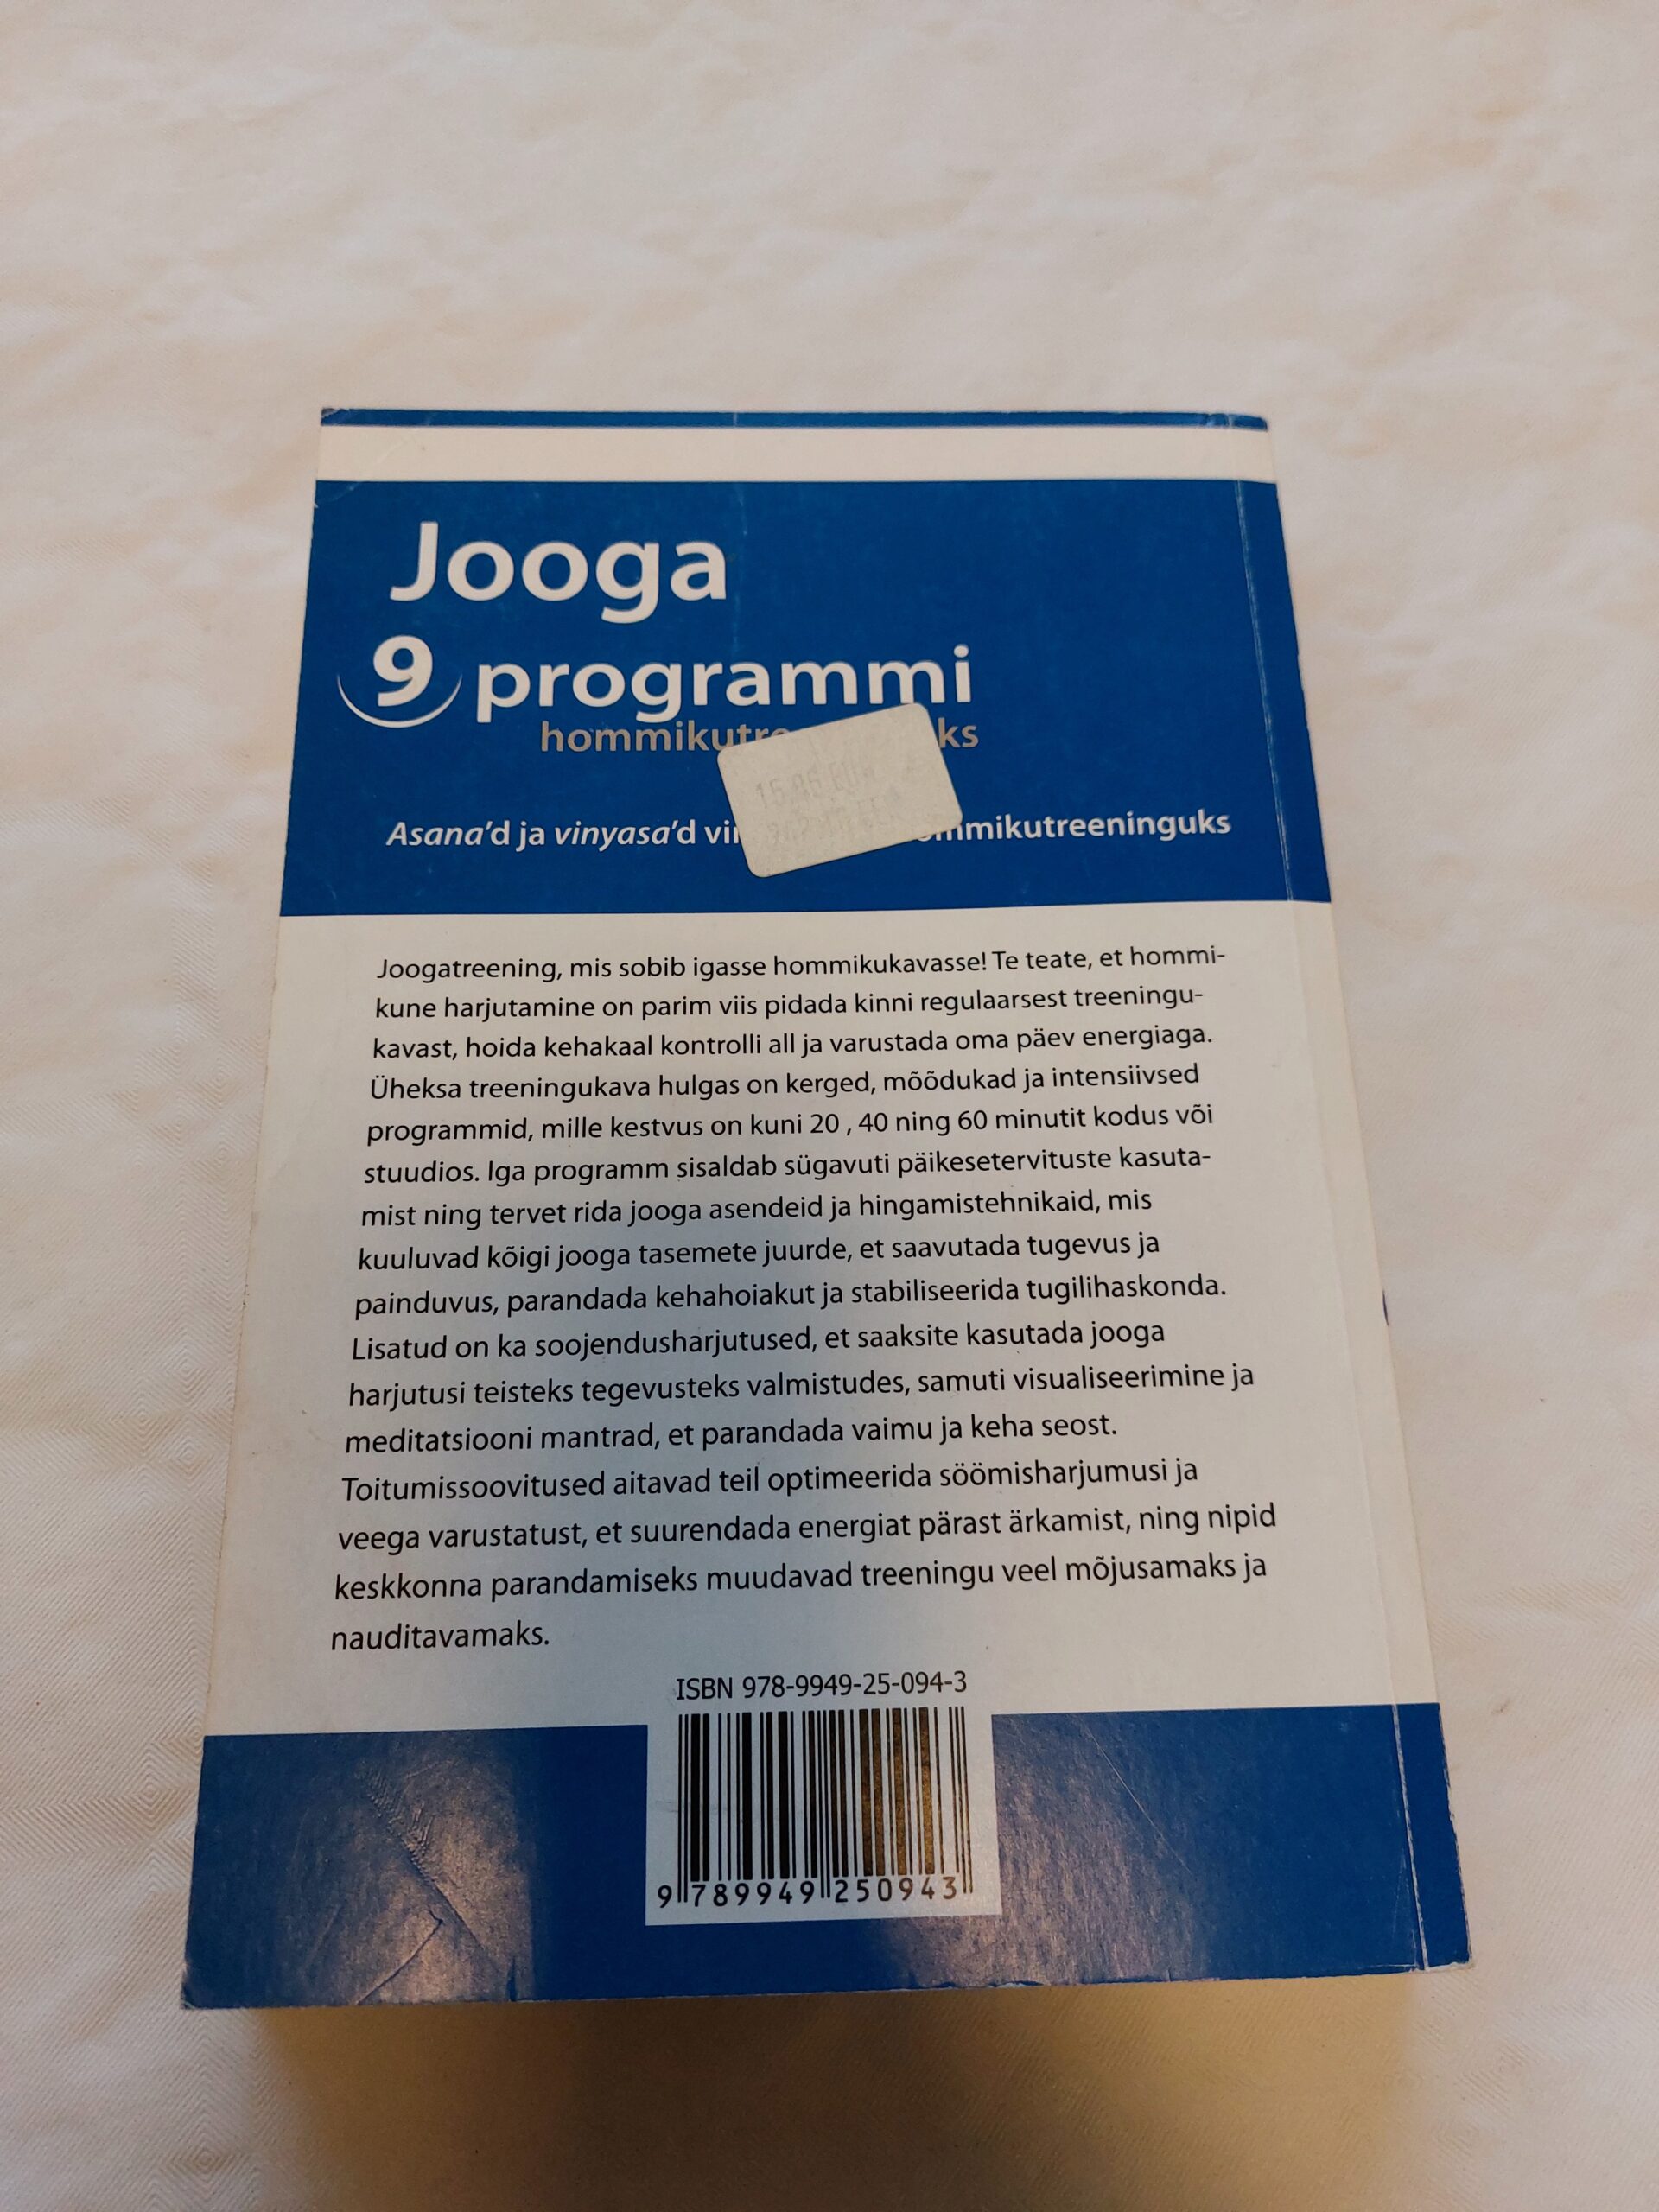 Jooga
9 programmi
Asana'd ja vinyasa'd
Joogatreening, mis sobib igasse hommikukavasse! Te teate, et hommi-
kune harjutamine on parim viis pidada kinni regulaarsest treeningu-
kavast, hoida kehakaal kontrolli all ja varustada oma päev energiaga.
Üheksa treeningukava hulgas on kerged, mõõdukad ja intensiivsed
programmid, mille kestvus on kuni 20 , 40 ning 60 minutit kodus või
stuudios. Iga programm sisaldab sügavuti päikesetervituste kasuta-
mist ning tervet rida jooga asendeid ja hingamistehnikaid, mis
kuuluvad kõigi jooga tasemete juurde, et saavutada tugevus ja
painduvus, parandada kehahoiakut ja stabiliseerida tugilihaskonda.
Lisatud on ka soojendusharjutused, et saaksite kasutada jooga
harjutusi teisteks tegevusteks valmistudes, samuti visualiseerimine ja
meditatsiooni mantrad, et parandada vaimu ja keha seost.
Toitumissoovitused aitavad teil optimeerida söömisharjumusi ja
veega varustatust, et suurendada energiat pärast ärkamist, ning nipid
keskkonna parandamiseks muudavad treeningu veel mõjusamaks ja
nauditavamaks.
ISBN 978-9949-25-094-3
9 789949 250943